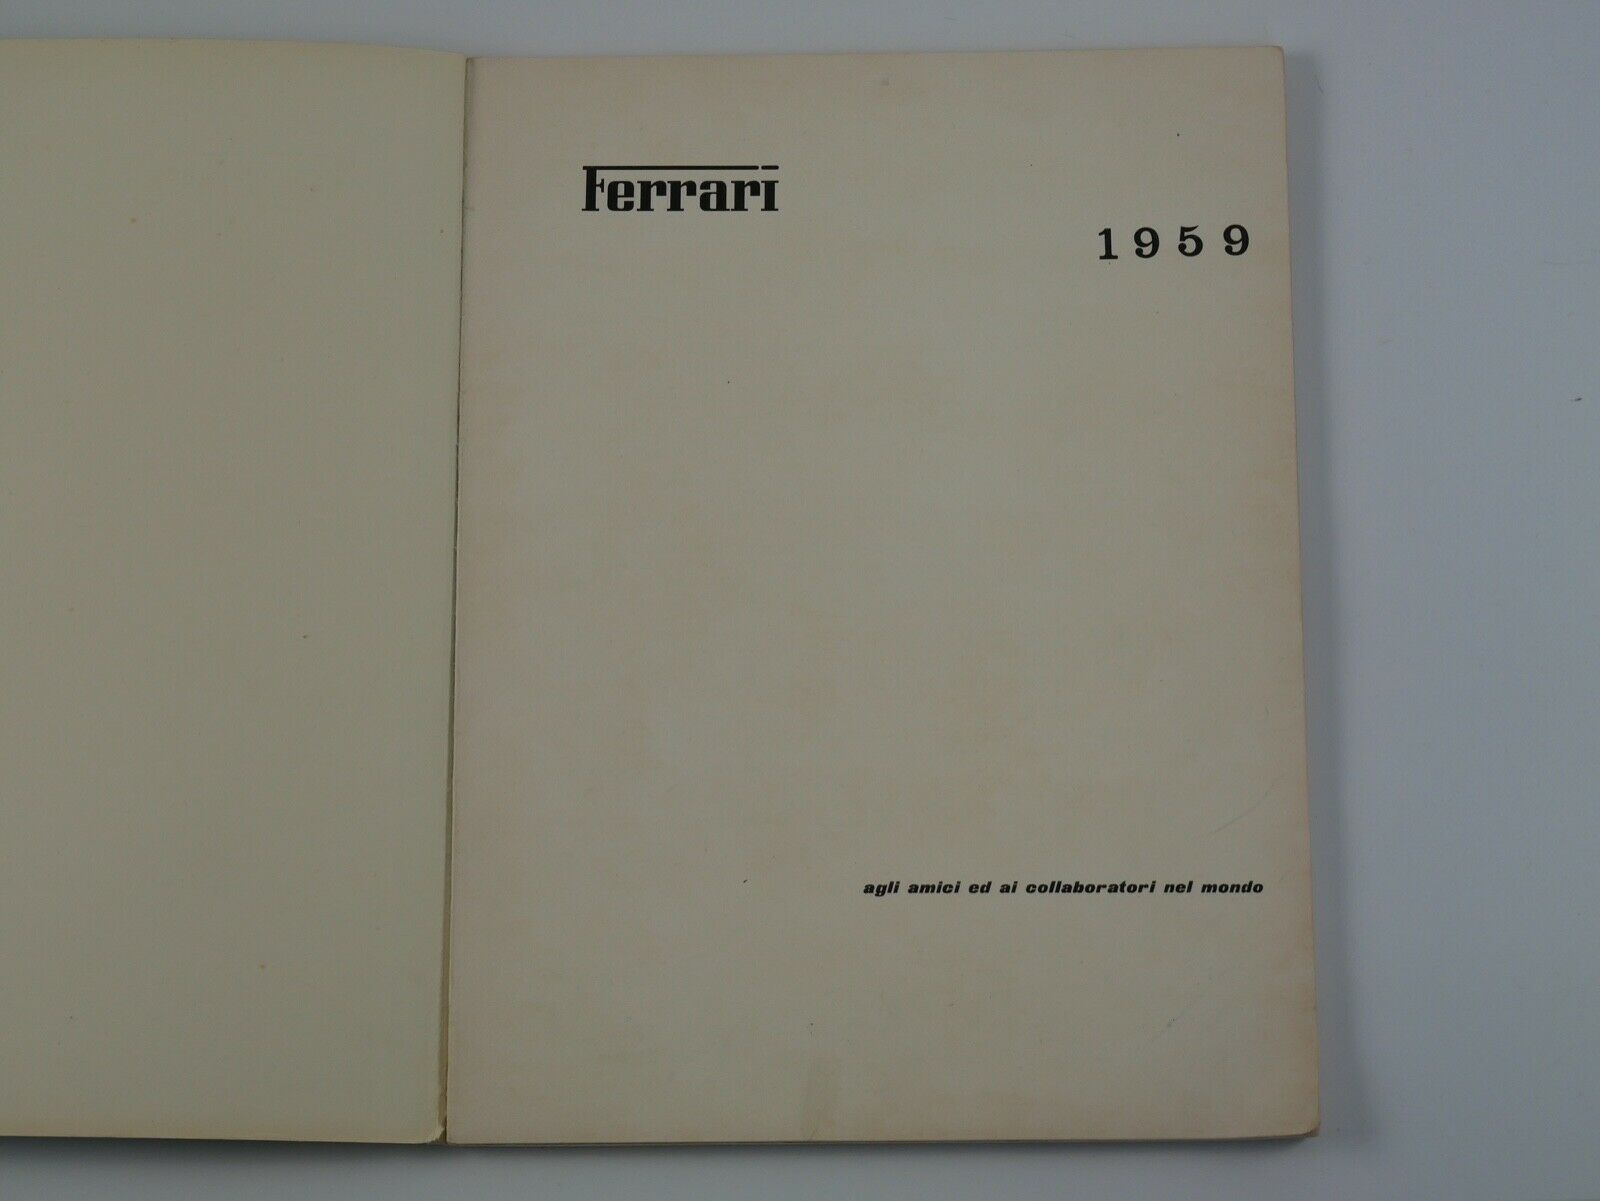 Ferrari
1959
agli amici ed ai collaboratori nel mondo